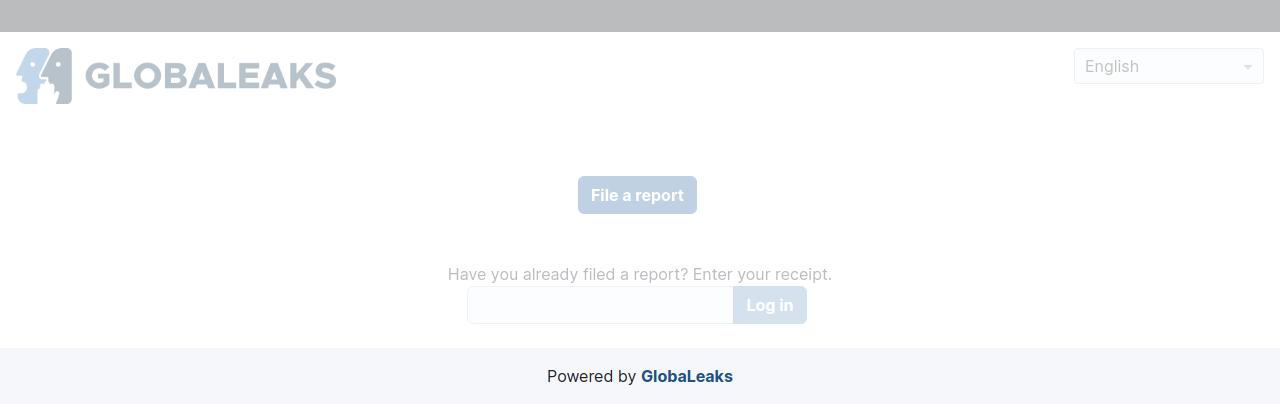 GLOBALEAKS
English
File a report
Have you already filed a report? Enter your receipt.
Log in
Powered by GlobaLeaks